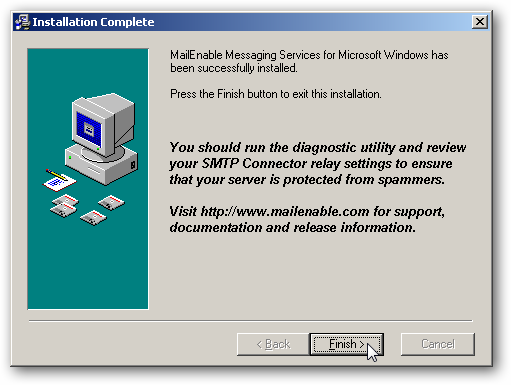 Installation Complete
MailEnable Messaging Services for Microsoft Windows has
been successfully installed.
Press the Finish button to exit this installation.
You should run the diagnostic utility and review
your SMTP Connector relay settings to ensure
that your server is protected from spammers.
Visit http://www.mailenable.com for support,
documentation and release information.
< Back
Finish >
Cancel